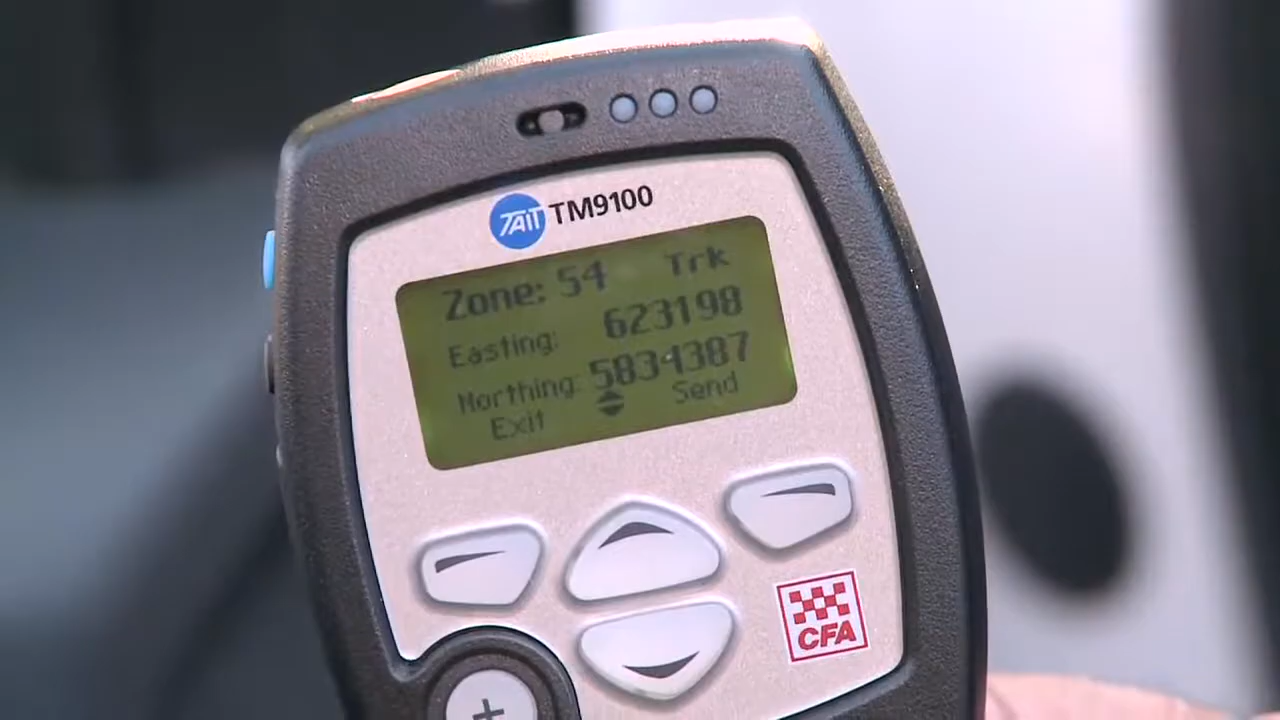 TAIT TM9100
Zone: 54 Trk
Easting: 623198
Northing: 5834387
Exit Send
CFA
+